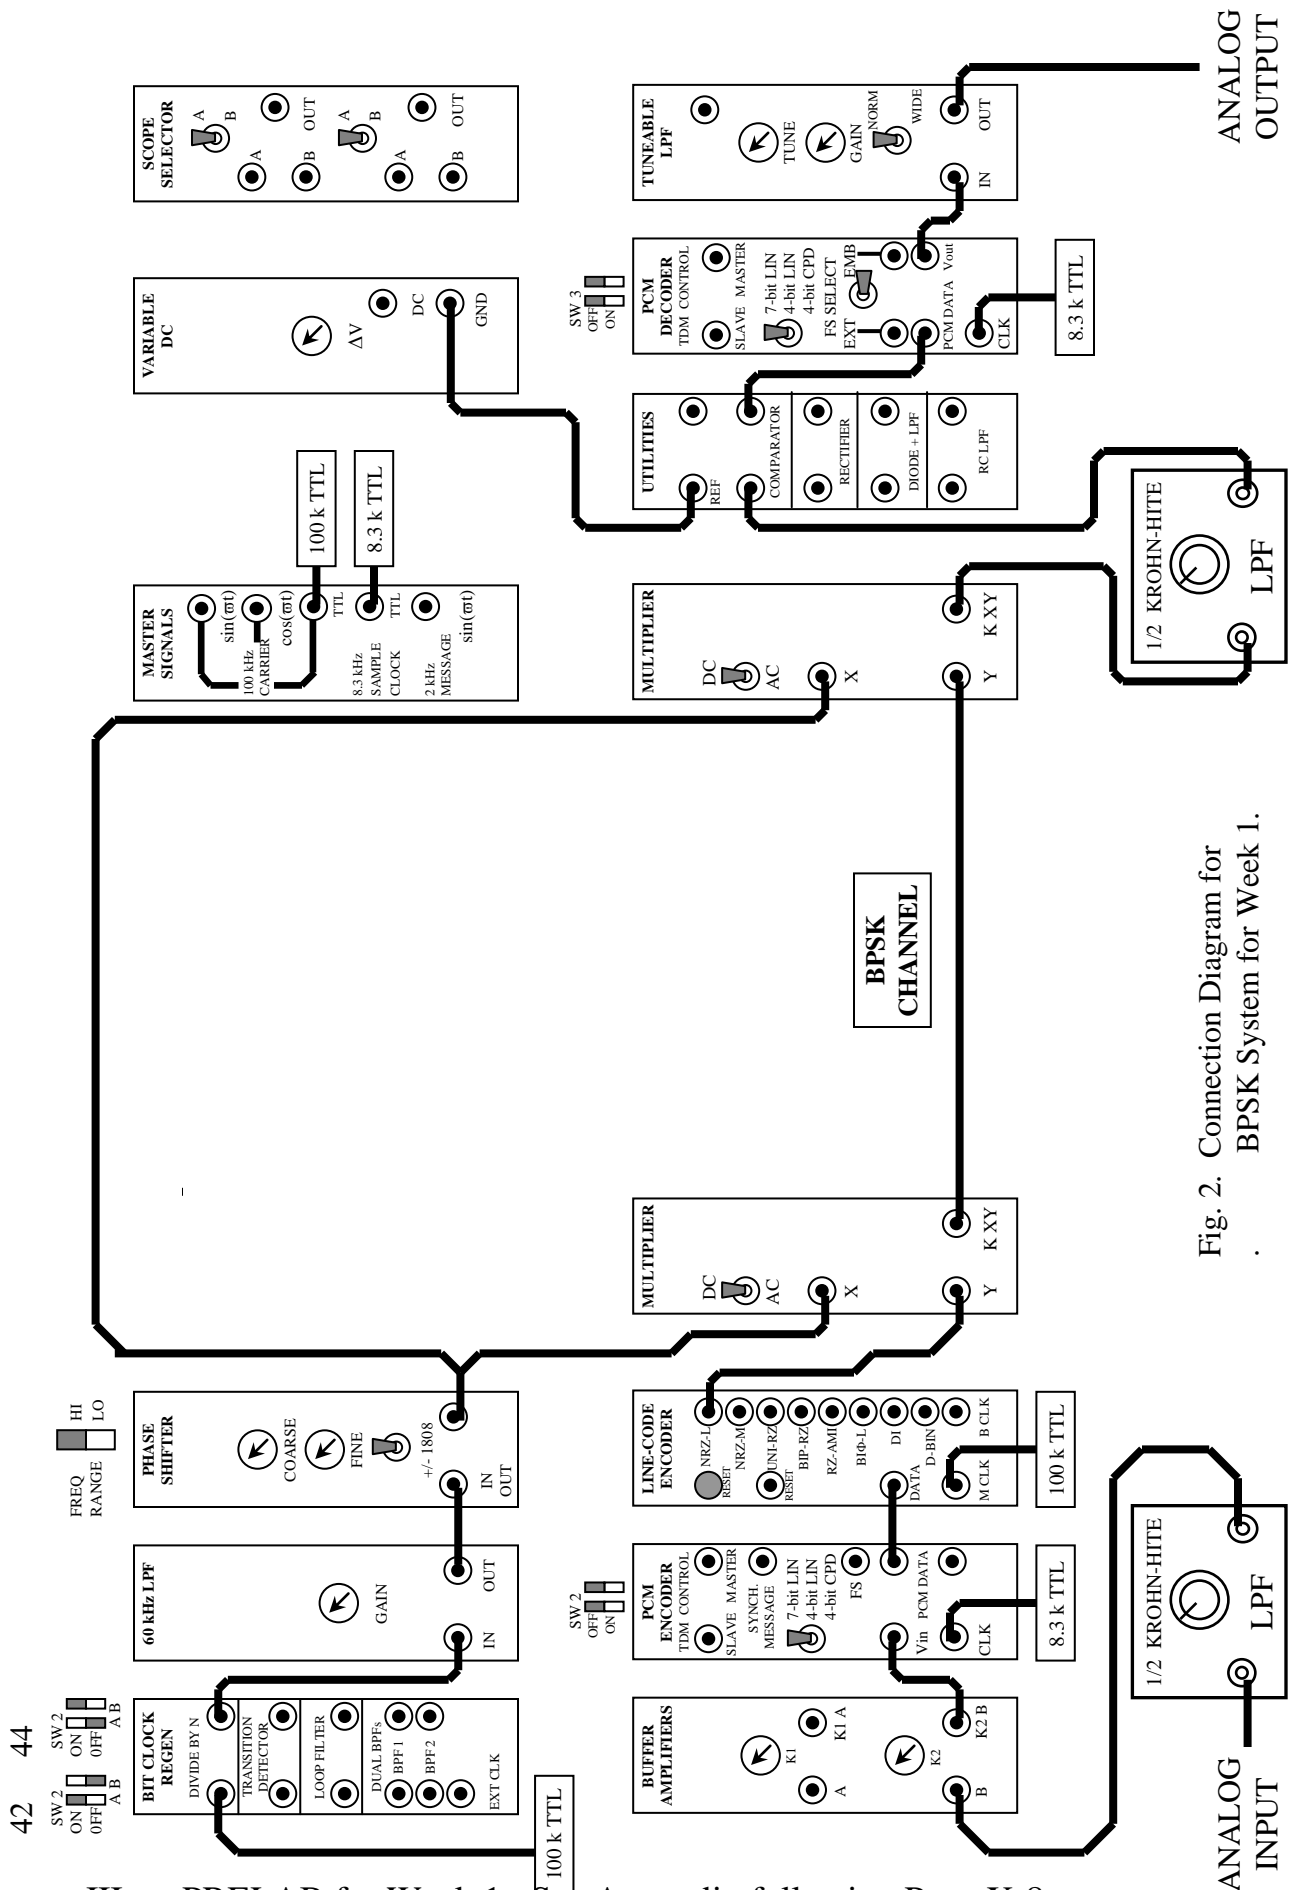 42
44
SW 2
ON
OFF
A B
SW 2
ON
OFF
A B
BIT CLOCK
REGEN
DIVIDE BY N
TRANSITION
DETECTOR
LOOP FILTER
DUAL BPFs
BPF 1
BPF 2
EXT CLK
100 k TTL
60 kHz LPF
GAIN
IN
OUT
FREQ
RANGE
HI
LO
PHASE
SHIFTER
COARSE
FINE
+/- 1808
IN
OUT
MASTER
SIGNALS
sin(ϖt)
100 kHz
CARRIER
cos(ϖt)
TTL
8.3 kHz
SAMPLE
CLOCK
TTL
2 kHz
MESSAGE
sin(ϖt)
100 k TTL
8.3 k TTL
VARIABLE
DC
ΔV
DC
GND
SCOPE
SELECTOR
A
B
A
B
OUT
A
B
A
B
OUT
BUFFER
AMPLIFIERS
K1
A
K1 A
K2
B
K2 B
SW 2
OFF
ON
PCM
ENCODER
TDM CONTROL
SLAVE MASTER
SYNCH.
MESSAGE
7-bit LIN
4-bit LIN
4-bit CPD
FS
Vin
PCM DATA
CLK
8.3 k TTL
LINE-CODE
ENCODER
RESET
NRZ-L
NRZ-M
UNI-RZ
RESET
BIP-RZ
RZ-AMI
BIΦ-L
DI
DATA
D-BIN
M CLK
B CLK
100 k TTL
MULTIPLIER
DC
AC
X
Y
K XY
BPSK
CHANNEL
MULTIPLIER
DC
AC
X
Y
K XY
UTILITIES
REF
COMPARATOR
RECTIFIER
DIODE + LPF
RC LPF
SW 3
OFF
ON
PCM
DECODER
TDM CONTROL
SLAVE MASTER
7-bit LIN
4-bit LIN
4-bit CPD
FS SELECT
EXT
EMB
PCM DATA
Vout
CLK
8.3 k TTL
TUNEABLE
LPF
TUNE
GAIN
NORM
WIDE
IN
OUT
ANALOG
INPUT
1/2 KROHN-HITE
LPF
1/2 KROHN-HITE
LPF
ANALOG
OUTPUT
Fig. 2. Connection Diagram for
. BPSK System for Week 1.